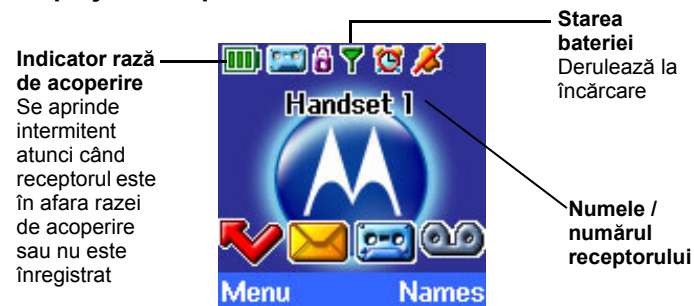 Indicator rază
de acoperire
Se aprinde
intermitent
atunci când
receptorul este
în afara razei
de acoperire
sau nu este
înregistrat
Handset 1
Menu Names
Starea
bateriei
Derulează la
încărcare
Numele /
numărul
receptorului